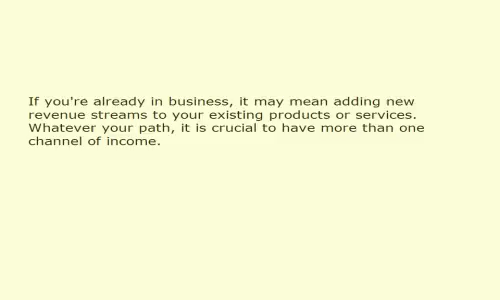 If you're already in business, it may mean adding new
revenue streams to your existing products or services.
Whatever your path, it is crucial to have more than one
channel of income.